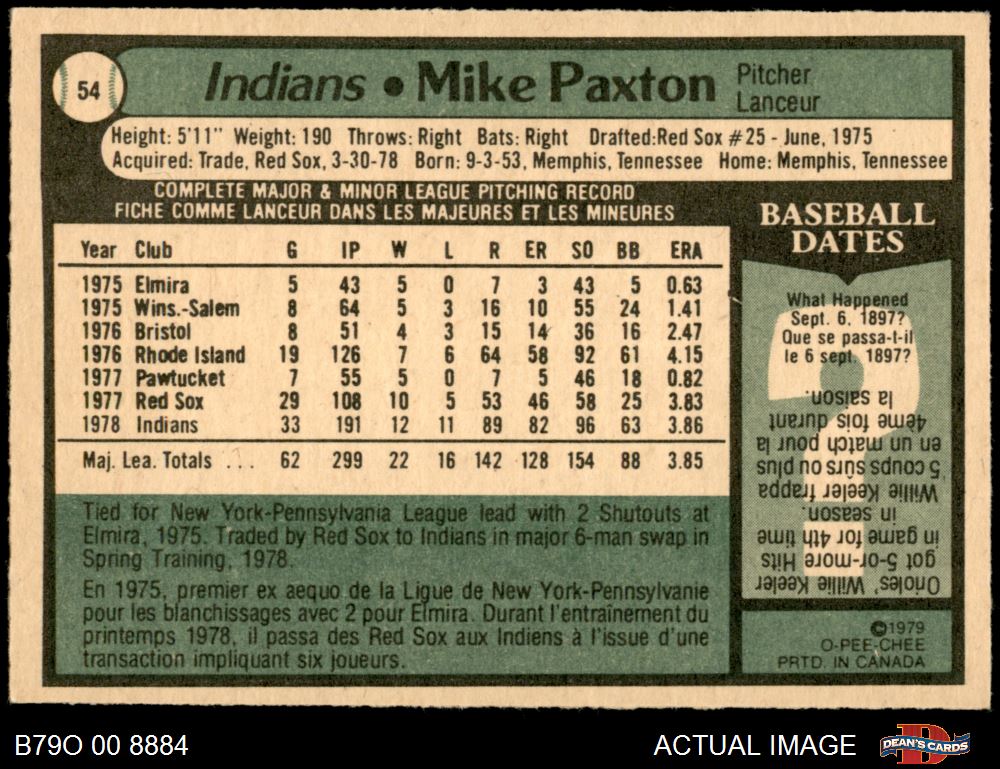 54
Indians • Mike Paxton
Pitcher
Lanceur
Height: 5'11" Weight: 190 Throws: Right Bats: Right Drafted:Red Sox #25 - June, 1975
Acquired: Trade, Red Sox, 3-30-78 Born: 9-3-53, Memphis, Tennessee Home: Memphis, Tennessee
COMPLETE MAJOR & MINOR LEAGUE PITCHING RECORD
FICHE COMME LANCEUR DANS LES MAJEURES ET LES MINEURES
Year Club G IP W L R ER SO BB ERA
1975 Elmira 5 43 5 0 7 3 43 5 0.63
1975 Wins.-Salem 8 64 5 3 16 10 55 24 1.41
1976 Bristol 8 51 4 3 15 14 36 16 2.47
1976 Rhode Island 19 126 7 6 64 58 92 61 4.15
1977 Pawtucket 7 55 5 0 7 5 46 18 0.82
1977 Red Sox 29 108 10 5 53 46 58 25 3.83
1978 Indians 33 191 12 11 89 82 96 63 3.86
Maj. Lea. Totals ... 62 299 22 16 142 128 154 88 3.85
Tied for New York-Pennsylvania League lead with 2 Shutouts at
Elmira, 1975. Traded by Red Sox to Indians in major 6-man swap in
Spring Training, 1978.
En 1975, premier ex aequo de la Ligue de New York-Pennsylvanie
pour les blanchissages avec 2 pour Elmira. Durant l'entraînement du
printemps 1978, il passa des Red Sox aux Indiens à l'issue d'une
transaction impliquant six joueurs.
BASEBALL
DATES
What Happened
Sept. 6, 1897?
Que se passa-t-il
le 6 sept. 1897?
Orioles' Willie Keeler
got 5-or-more Hits
in game for 4th time
in season.
Willie Keeler frappa
5 coups sûrs ou plus
en un match pour la
4ème fois durant
la saison.
©1979
O-PEE-CHEE
PRTD. IN CANADA
B79O 00 8884
ACTUAL IMAGE
DEAN'S CARDS